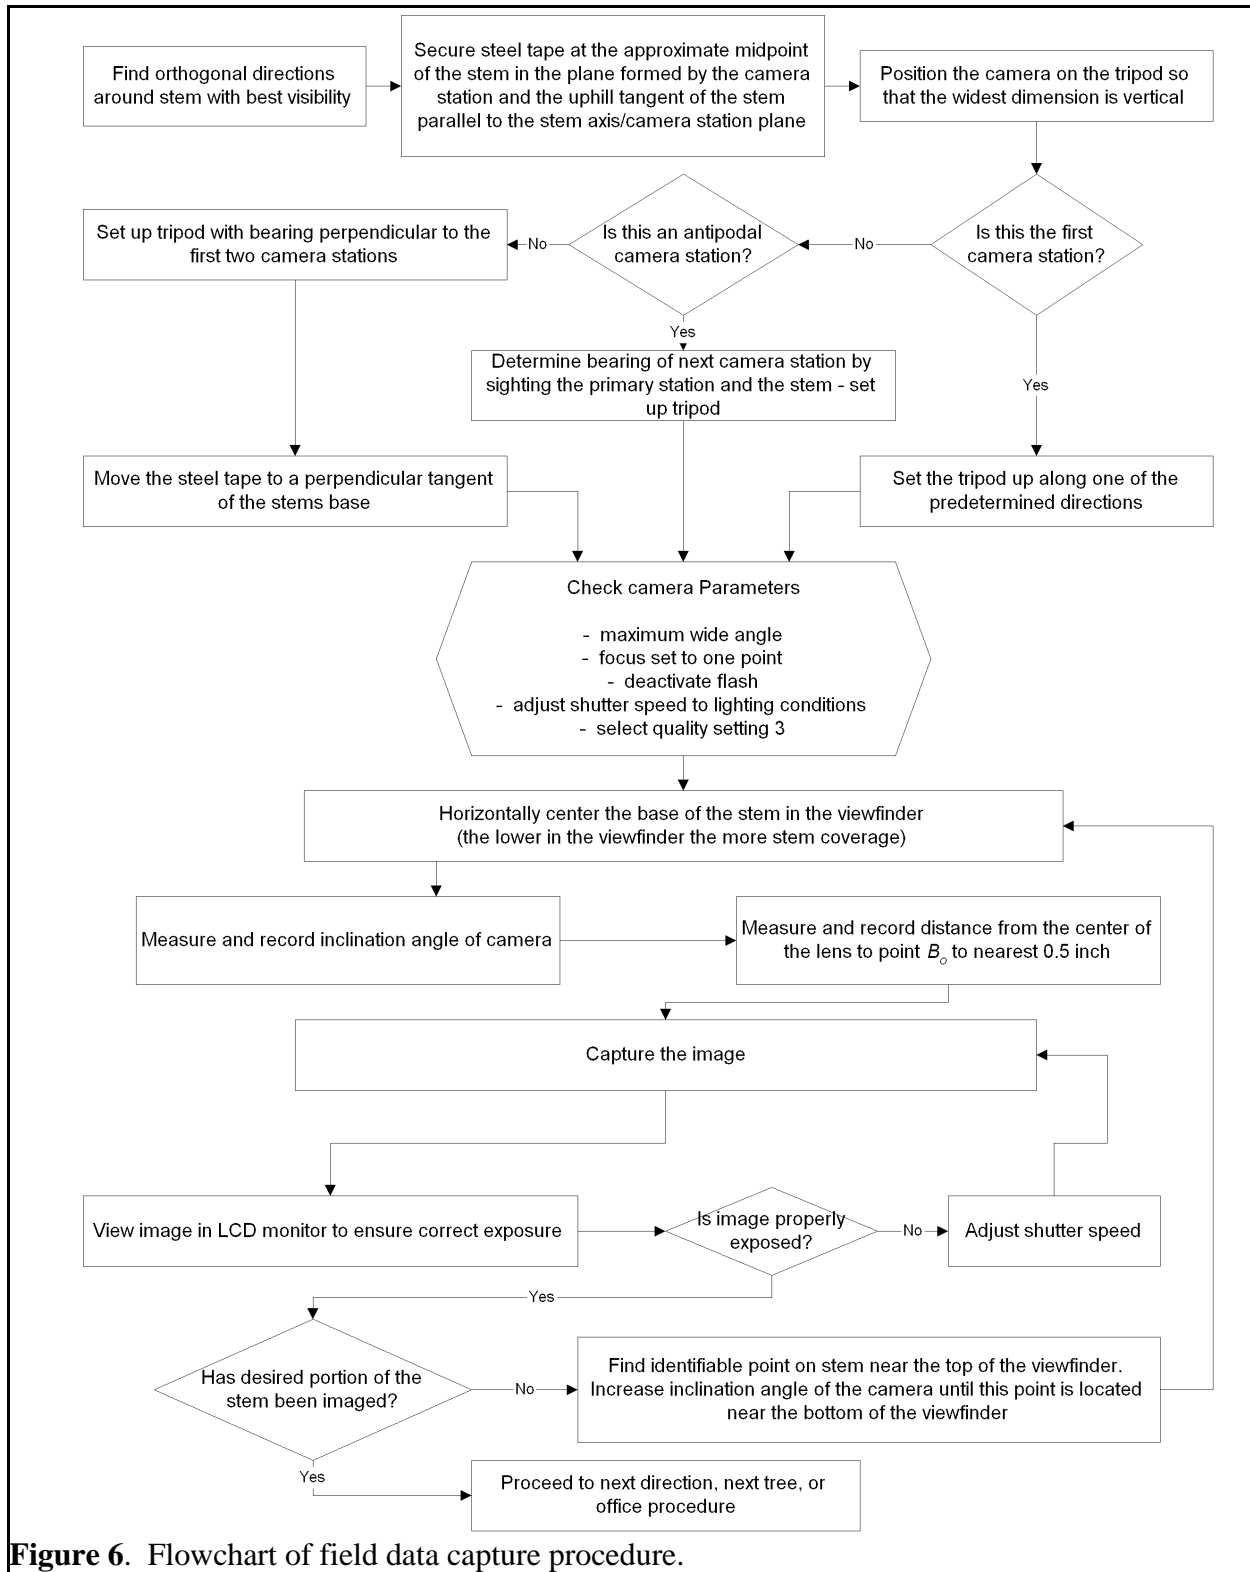 Find orthogonal directions
around stem with best visibility
Secure steel tape at the approximate midpoint
of the stem in the plane formed by the camera
station and the uphill tangent of the stem
parallel to the stem axis/camera station plane
Position the camera on the tripod so
that the widest dimension is vertical
Is this the first
camera station?
No
Is this an antipodal
camera station?
No
Set up tripod with bearing perpendicular to the
first two camera stations
Yes
Determine bearing of next camera station by
sighting the primary station and the stem - set
up tripod
Yes
Move the steel tape to a perpendicular tangent
of the stems base
Set the tripod up along one of the
predetermined directions
Check camera Parameters
- maximum wide angle
- focus set to one point
- deactivate flash
- adjust shutter speed to lighting conditions
- select quality setting 3
Horizontally center the base of the stem in the viewfinder
(the lower in the viewfinder the more stem coverage)
Measure and record inclination angle of camera
Measure and record distance from the center of
the lens to point Bo to nearest 0.5 inch
Capture the image
View image in LCD monitor to ensure correct exposure
Is image properly
exposed?
No
Adjust shutter speed
Yes
Has desired portion of the
stem been imaged?
No
Find identifiable point on stem near the top of the viewfinder.
Increase inclination angle of the camera until this point is located
near the bottom of the viewfinder
Yes
Proceed to next direction, next tree, or
office procedure
Figure 6.  Flowchart of field data capture procedure.